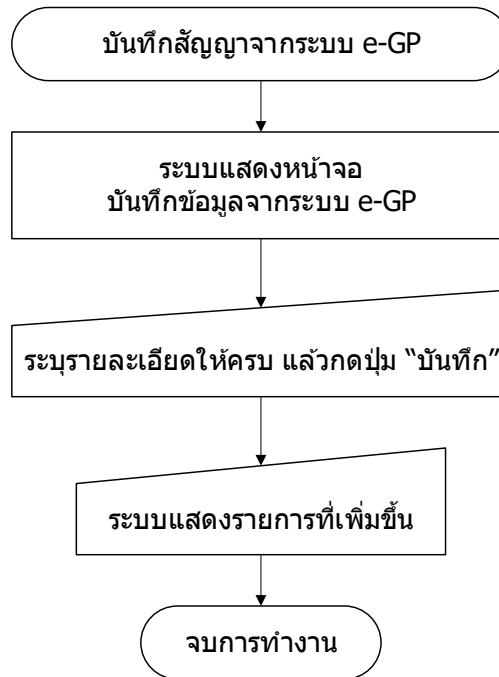 บันทึกสัญญาจากระบบ e-GP
ระบบแสดงหน้าจอ
บันทึกข้อมูลจากระบบ e-GP
ระบุรายละเอียดให้ครบ แล้วกดปุ่ม “บันทึก”
ระบบแสดงรายการที่เพิ่มขึ้น
จบการทำงาน